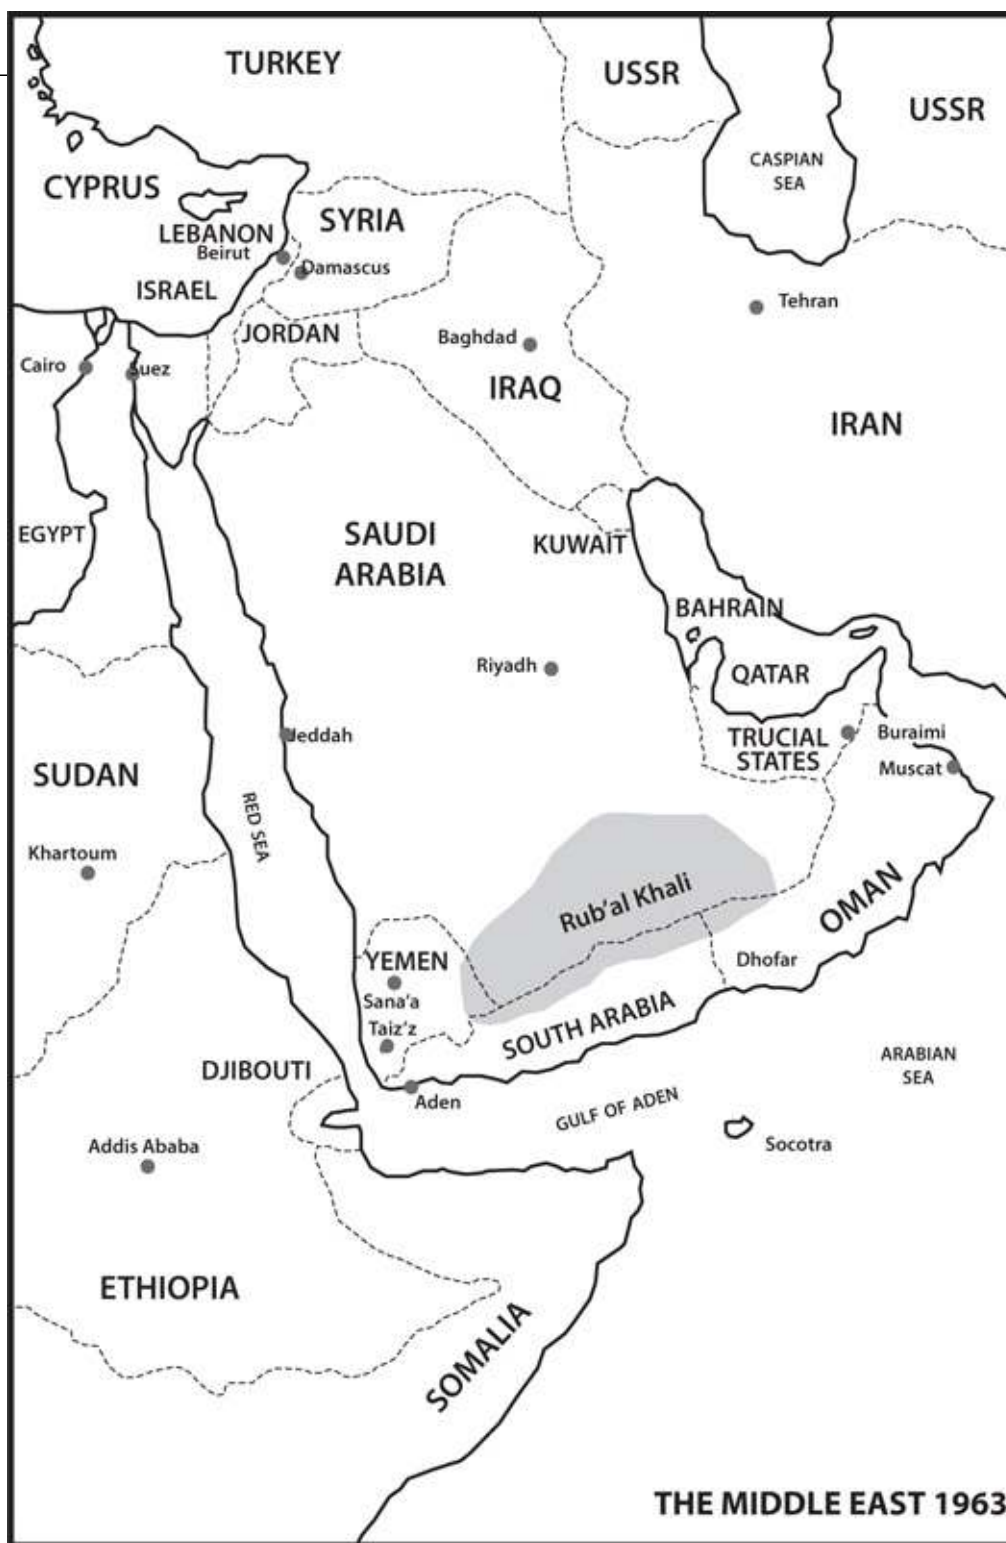 TURKEY
USSR
USSR
CASPIAN
SEA
CYPRUS
SYRIA
LEBANON
Beirut
Damascus
ISRAEL
Tehran
JORDAN
Baghdad
Cairo
Suez
IRAQ
IRAN
EGYPT
SAUDI
ARABIA
KUWAIT
BAHRAIN
Riyadh
QATAR
Jeddah
TRUCIAL
STATES
Buraimi
Muscat
SUDAN
RED SEA
Khartoum
Rub'al Khali
OMAN
YEMEN
Sana'a
Dhofar
Taiz'z
SOUTH ARABIA
DJIBOUTI
ARABIAN
SEA
Aden
GULF OF ADEN
Addis Ababa
Socotra
ETHIOPIA
SOMALIA
THE MIDDLE EAST 1963